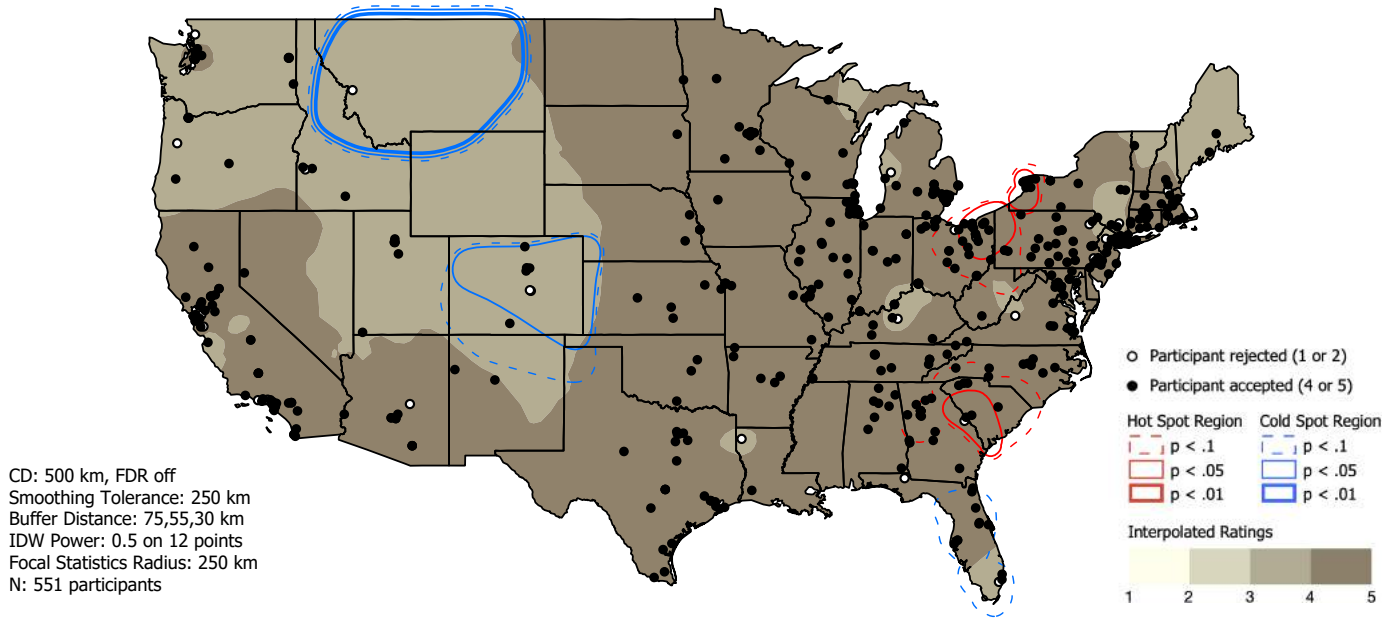 Participant rejected (1 or 2)
Participant accepted (4 or 5)
Hot Spot Region Cold Spot Region
p < .1 p < .1
p < .05 p < .05
p < .01 p < .01
Interpolated Ratings
1 2 3 4 5
CD: 500 km, FDR off
Smoothing Tolerance: 250 km
Buffer Distance: 75,55,30 km
IDW Power: 0.5 on 12 points
Focal Statistics Radius: 250 km
N: 551 participants